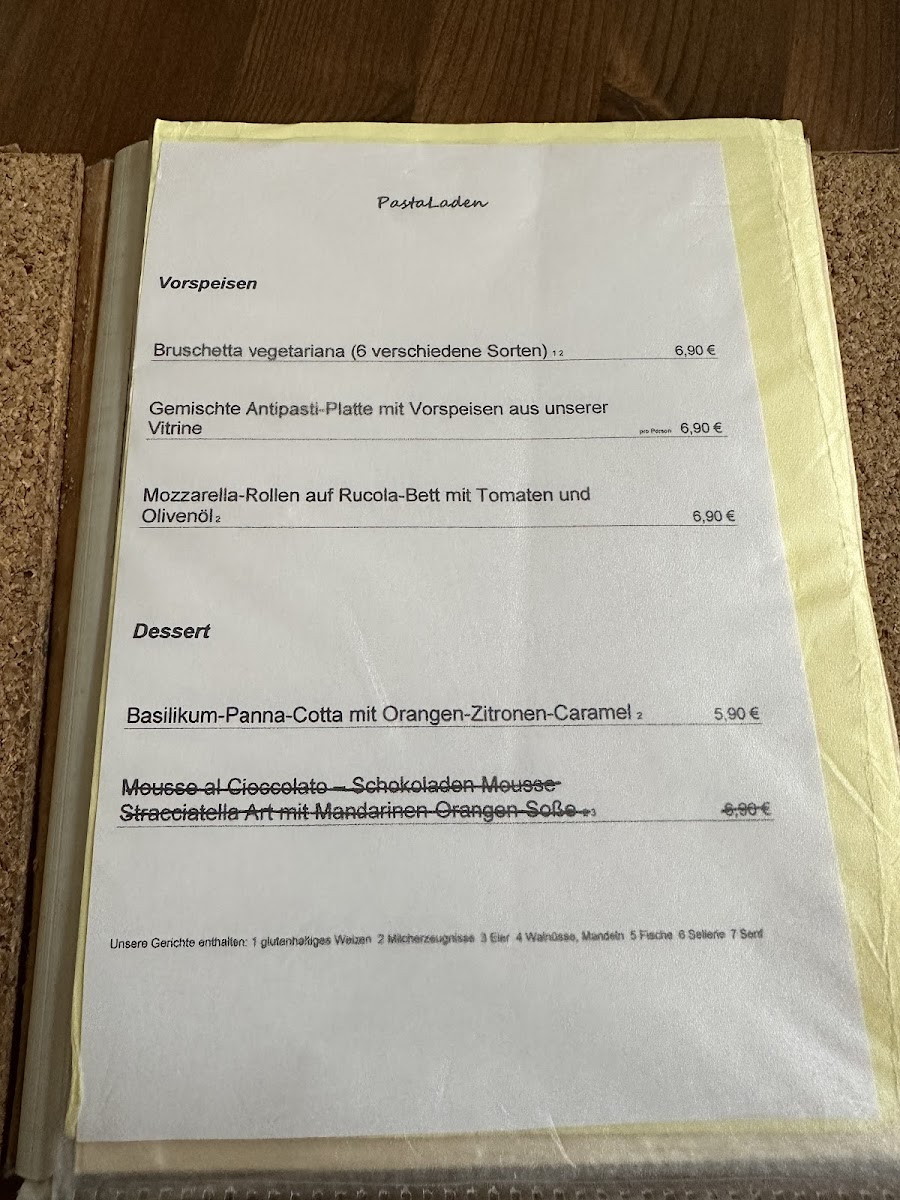 PastaLaden
Vorspeisen
Bruschetta vegetariana (6 verschiedene Sorten) 1 2 6,90 €
Gemischte Antipasti-Platte mit Vorspeisen aus unserer
Vitrine pro Person 6,90 €
Mozzarella-Rollen auf Rucola-Bett mit Tomaten und
Olivenöl 2 6,90 €
Dessert
Basilikum-Panna-Cotta mit Orangen-Zitronen-Caramel 2 5,90 €
Mousse al Cioccolato – Schokoladen Mousse
Stracciatella Art mit Mandarinen-Orangen-Soße 2 3 6,90 €
Unsere Gerichte enthalten: 1 glutenhaltiges Weizen 2 Milcherzeugnisse 3 Eier 4 Walnüsse, Mandeln 5 Fische 6 Sellerie 7 Senf